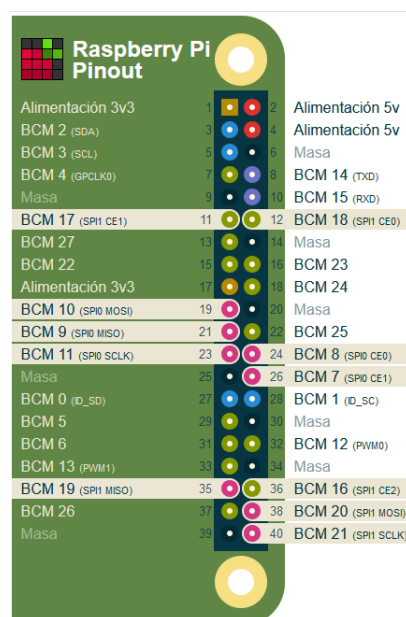 Raspberry Pi
Pinout
Alimentación 3v3 1 2 Alimentación 5v
BCM 2 (SDA) 3 4 Alimentación 5v
BCM 3 (SCL) 5 6 Masa
BCM 4 (GPCLK0) 7 8 BCM 14 (TXD)
Masa 9 10 BCM 15 (RXD)
BCM 17 (SPI1 CE1) 11 12 BCM 18 (SPI1 CE0)
BCM 27 13 14 Masa
BCM 22 15 16 BCM 23
Alimentación 3v3 17 18 BCM 24
BCM 10 (SPI0 MOSI) 19 20 Masa
BCM 9 (SPI0 MISO) 21 22 BCM 25
BCM 11 (SPI0 SCLK) 23 24 BCM 8 (SPI0 CE0)
Masa 25 26 BCM 7 (SPI0 CE1)
BCM 0 (ID_SD) 27 28 BCM 1 (ID_SC)
BCM 5 29 30 Masa
BCM 6 31 32 BCM 12 (PWM0)
BCM 13 (PWM1) 33 34 Masa
BCM 19 (SPI1 MISO) 35 36 BCM 16 (SPI1 CE2)
BCM 26 37 38 BCM 20 (SPI1 MOSI)
Masa 39 40 BCM 21 (SPI1 SCLK)